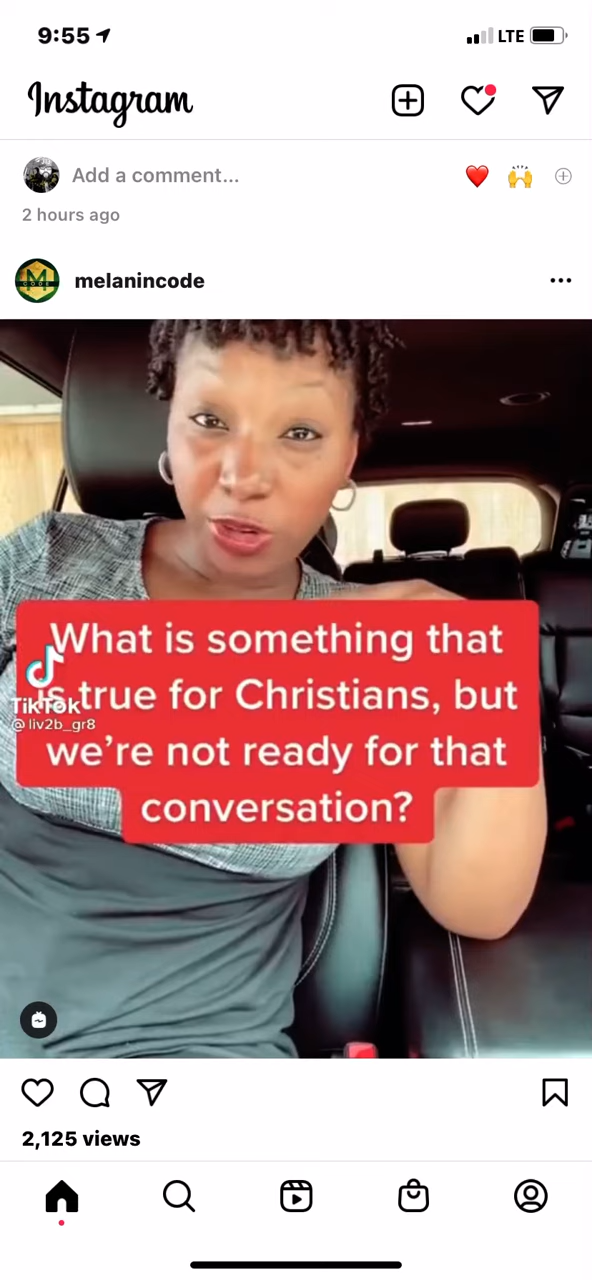 9:55
LTE
Instagram
Add a comment...
2 hours ago
M
CODE
melanincode
What is something that
is true for Christians, but
we're not ready for that
conversation?
TikTok
@liv2b_gr8
2,125 views